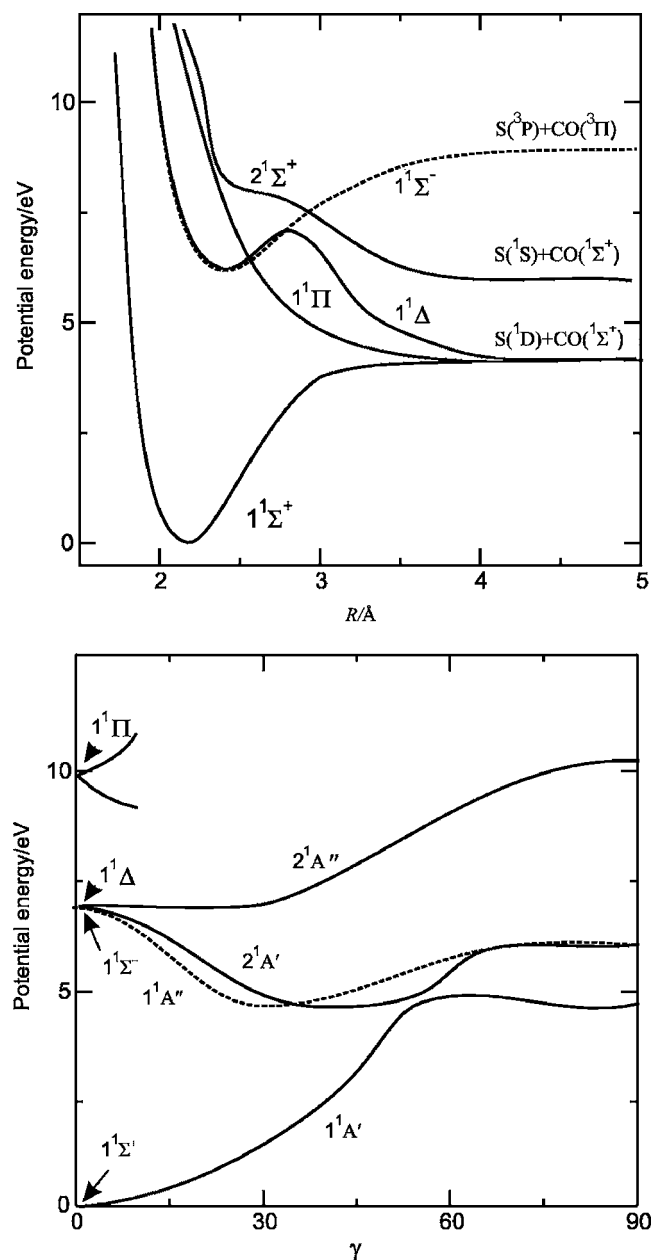 10
5
0
Potential energy/eV
S(³P)+CO(³Π)
2¹Σ⁺
1¹Σ⁻
S(¹S)+CO(¹Σ⁺)
1¹Π
1¹Δ
S(¹D)+CO(¹Σ⁺)
1¹Σ⁺
2
3
4
5
R/Å
10
5
0
Potential energy/eV
1¹Π
2¹A″
1¹Δ
1¹Σ⁻
2¹A′
1¹A″
1¹A′
1¹Σ⁺
0
30
60
90
γ